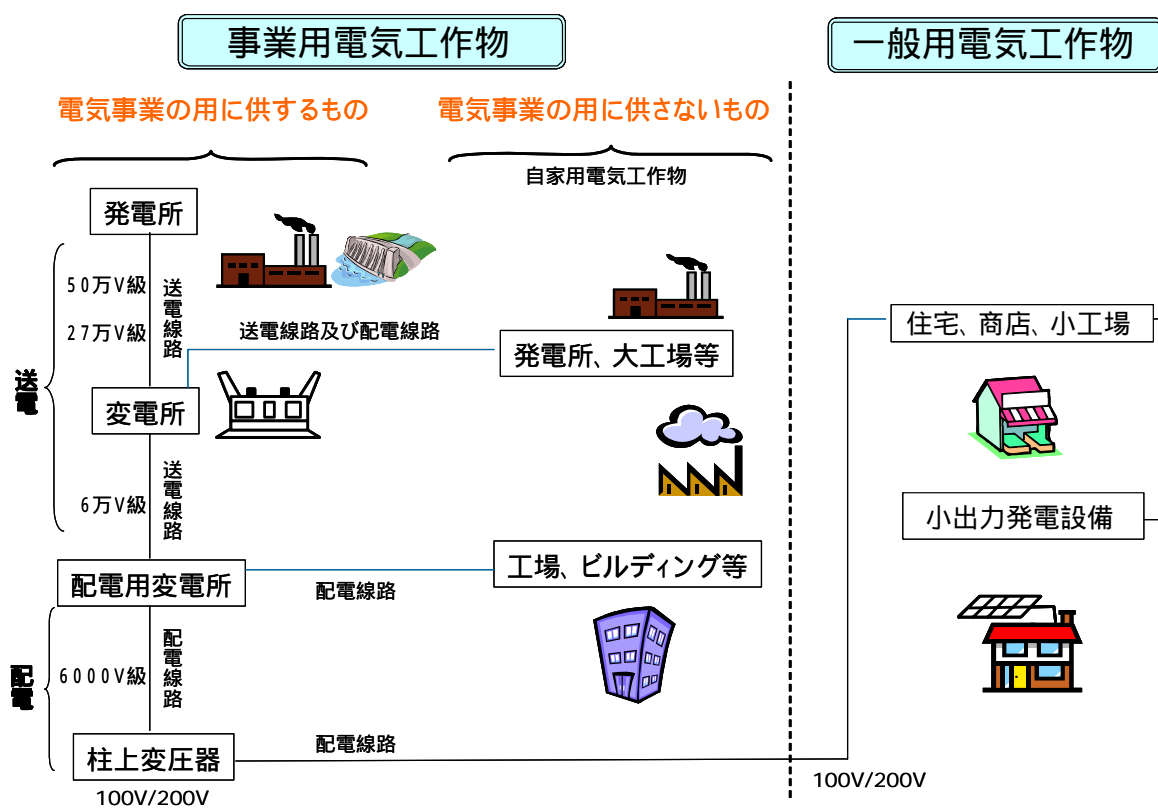 事業用電気工作物
一般用電気工作物
電気事業の用に供するもの
電気事業の用に供さないもの
自家用電気工作物
発電所
50万V級
27万V級
送電線路
送電線路及び配電線路
発電所、大工場等
住宅、商店、小工場
送電
変電所
6万V級
送電線路
小出力発電設備
配電用変電所
配電線路
工場、ビルディング等
配電
6000V級
配電線路
柱上変圧器
配電線路
100V/200V
100V/200V